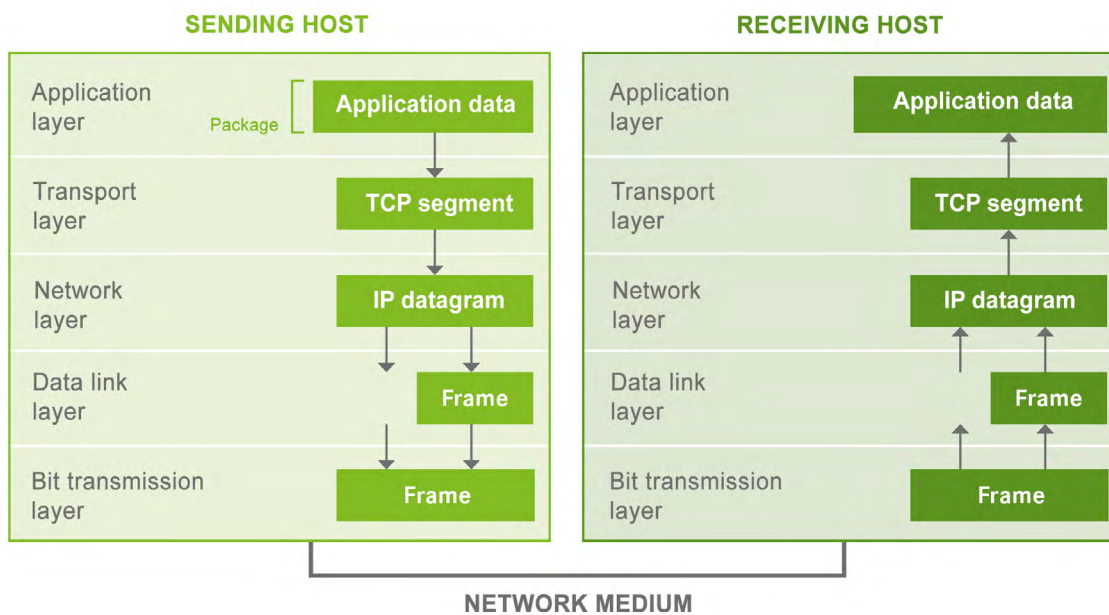 SENDING HOST
RECEIVING HOST
Application
layer
Package
Application data
Application
layer
Application data
Transport
layer
TCP segment
Transport
layer
TCP segment
Network
layer
IP datagram
Network
layer
IP datagram
Data link
layer
Frame
Data link
layer
Frame
Bit transmission
layer
Frame
Bit transmission
layer
Frame
NETWORK MEDIUM